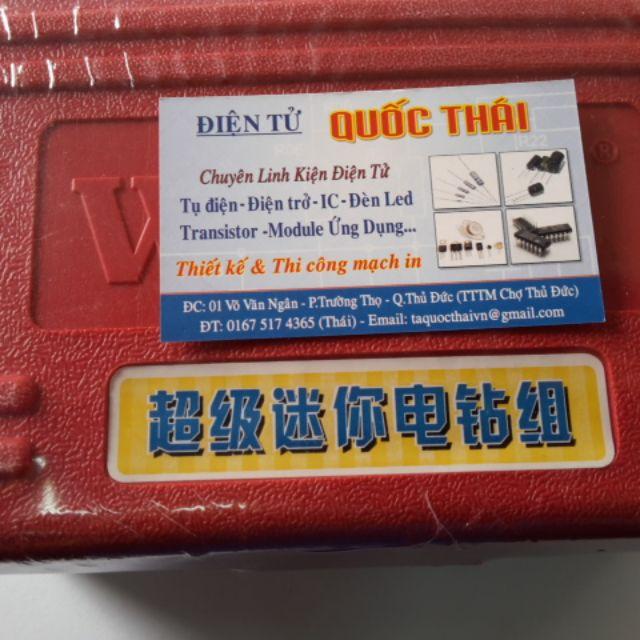 ĐIỆN TỬ QUỐC THÁI
Chuyên Linh Kiện Điện Tử
Tụ điện - Điện trở - IC - Đèn Led
Transistor -Module Ứng Dụng...
Thiết kế & Thi công mạch in
ĐC: 01 Võ Văn Ngân - P.Trường Thọ - Q.Thủ Đức (TTTM Chợ Thủ Đức)
ĐT: 0167 517 4365 (Thái) - Email: taquocthaivn@gmail.com
W ®
超级迷你电钻组